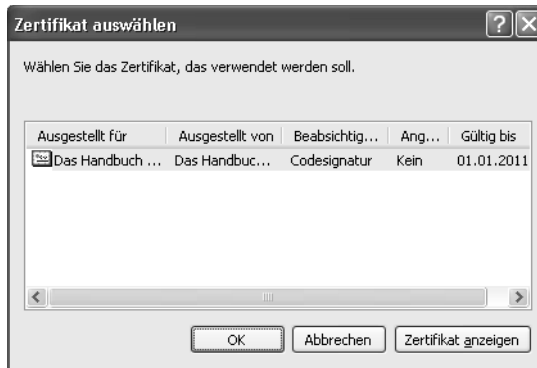 Zertifikat auswählen
Wählen Sie das Zertifikat, das verwendet werden soll.
Ausgestellt für Ausgestellt von Beabsichtig... Ang... Gültig bis
Das Handbuch ... Das Handbuc... Codesignatur Kein 01.01.2011
OK Abbrechen Zertifikat anzeigen